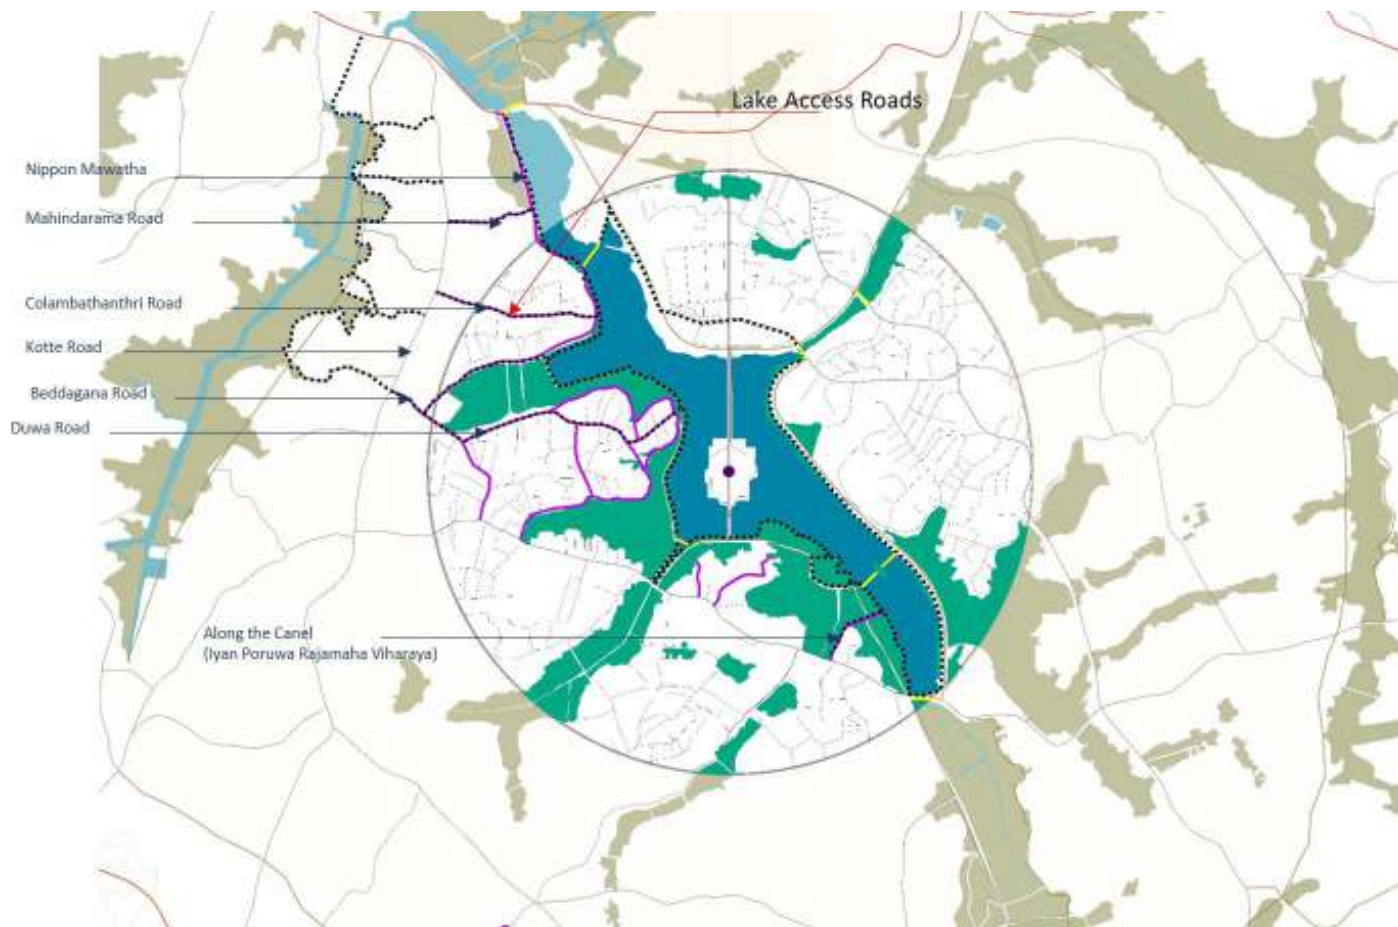 Lake Access Roads
Nippon Mawatha
Mahindarama Road
Colambathanthri Road
Kotte Road
Beddagana Road
Duwa Road
Along the Canel
(Iyan Poruwa Rajamaha Viharaya)